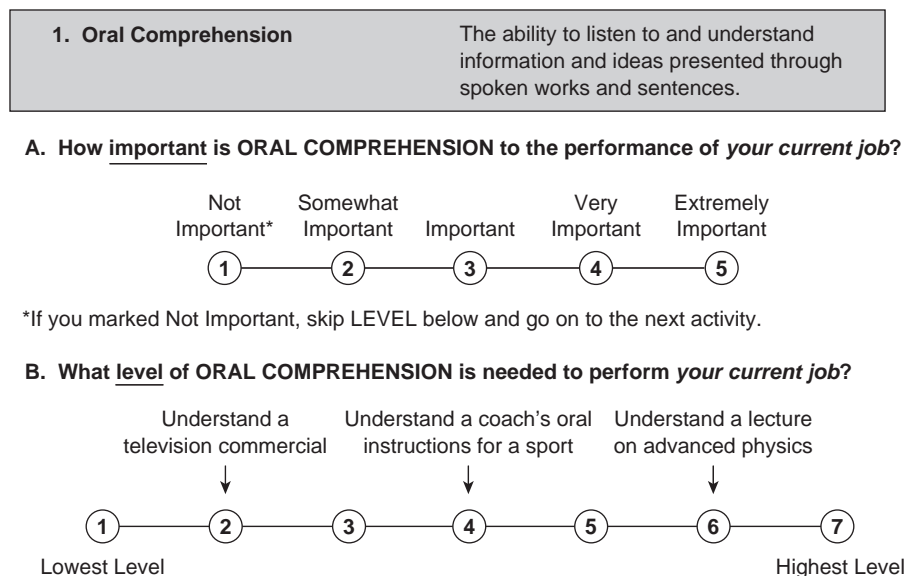 1. Oral Comprehension
The ability to listen to and understand
information and ideas presented through
spoken works and sentences.
A. How important is ORAL COMPREHENSION to the performance of your current job?
Not Important*
Somewhat Important
Important
Very Important
Extremely Important
1 2 3 4 5
*If you marked Not Important, skip LEVEL below and go on to the next activity.
B. What level of ORAL COMPREHENSION is needed to perform your current job?
Understand a
television commercial
Understand a coach's oral
instructions for a sport
Understand a lecture
on advanced physics
1 2 3 4 5 6 7
Lowest Level
Highest Level